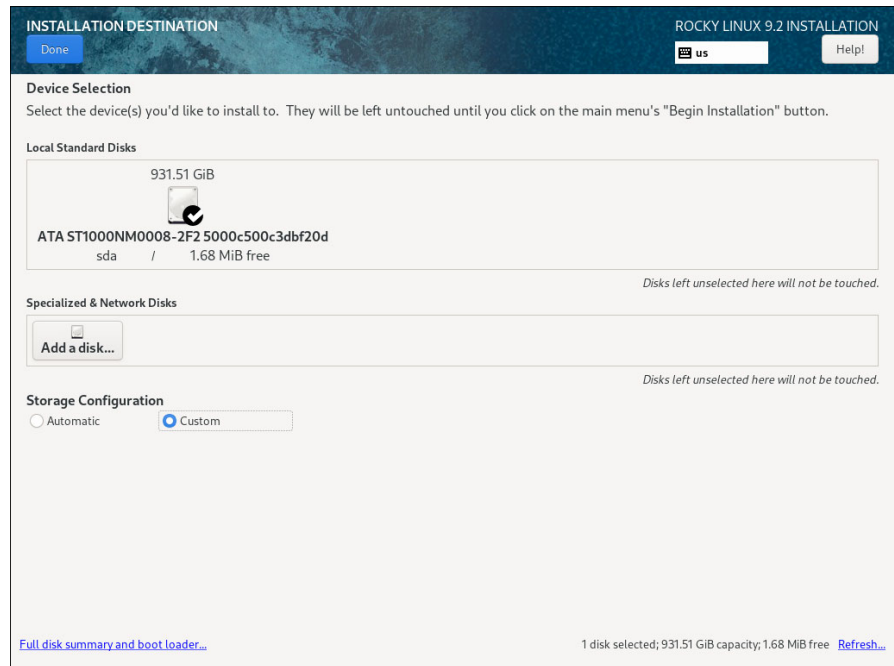 INSTALLATION DESTINATION
ROCKY LINUX 9.2 INSTALLATION
Done
us
Help!
Device Selection
Select the device(s) you'd like to install to. They will be left untouched until you click on the main menu's "Begin Installation" button.
Local Standard Disks
931.51 GiB
ATA ST1000NM0008-2F2 5000c500c3dbf20d
sda / 1.68 MiB free
Disks left unselected here will not be touched.
Specialized & Network Disks
Add a disk...
Disks left unselected here will not be touched.
Storage Configuration
Automatic Custom
Full disk summary and boot loader... 1 disk selected; 931.51 GiB capacity; 1.68 MiB free Refresh...